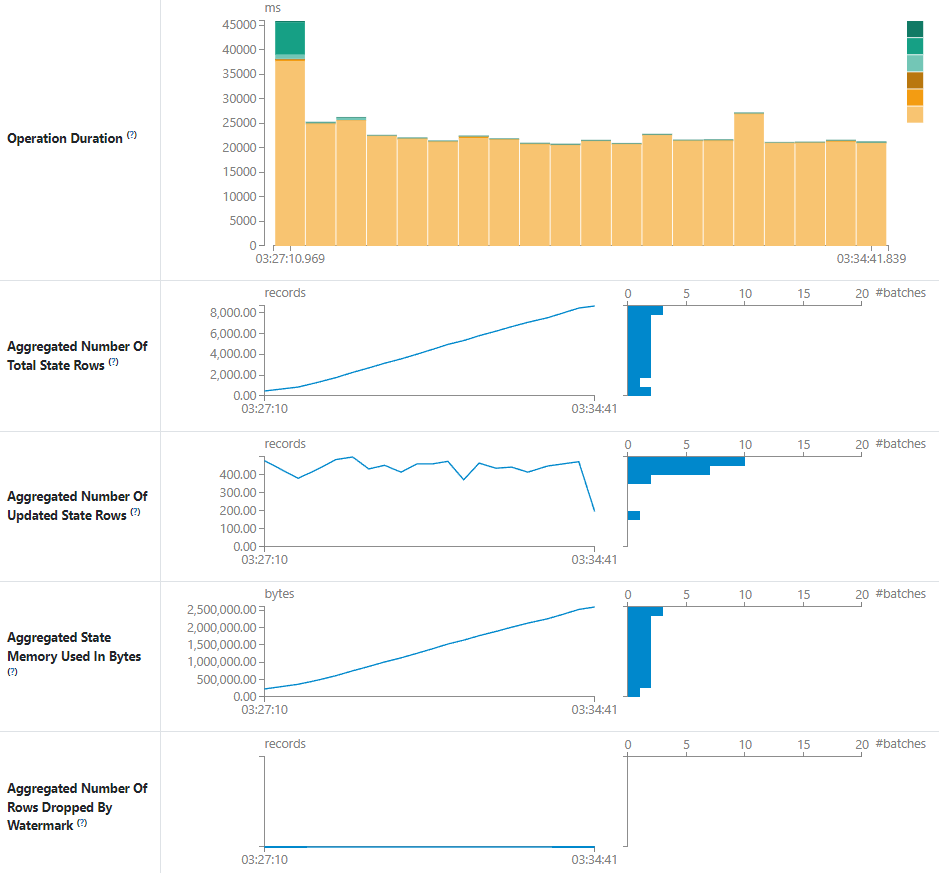 ms
45000
40000
35000
30000
25000
20000
15000
10000
5000
0
03:27:10.969 03:34:41.839
Operation Duration (?)
records
8,000.00
6,000.00
4,000.00
2,000.00
0.00
03:27:10 03:34:41
0 5 10 15 20 #batches
Aggregated Number Of
Total State Rows (?)
records
400.00
300.00
200.00
100.00
0.00
03:27:10 03:34:41
0 5 10 15 20 #batches
Aggregated Number Of
Updated State Rows (?)
bytes
2,500,000.00
2,000,000.00
1,500,000.00
1,000,000.00
500,000.00
0.00
03:27:10 03:34:41
0 5 10 15 20 #batches
Aggregated State
Memory Used In Bytes
(?)
records
03:27:10 03:34:41
0 5 10 15 20 #batches
Aggregated Number Of
Rows Dropped By
Watermark (?)